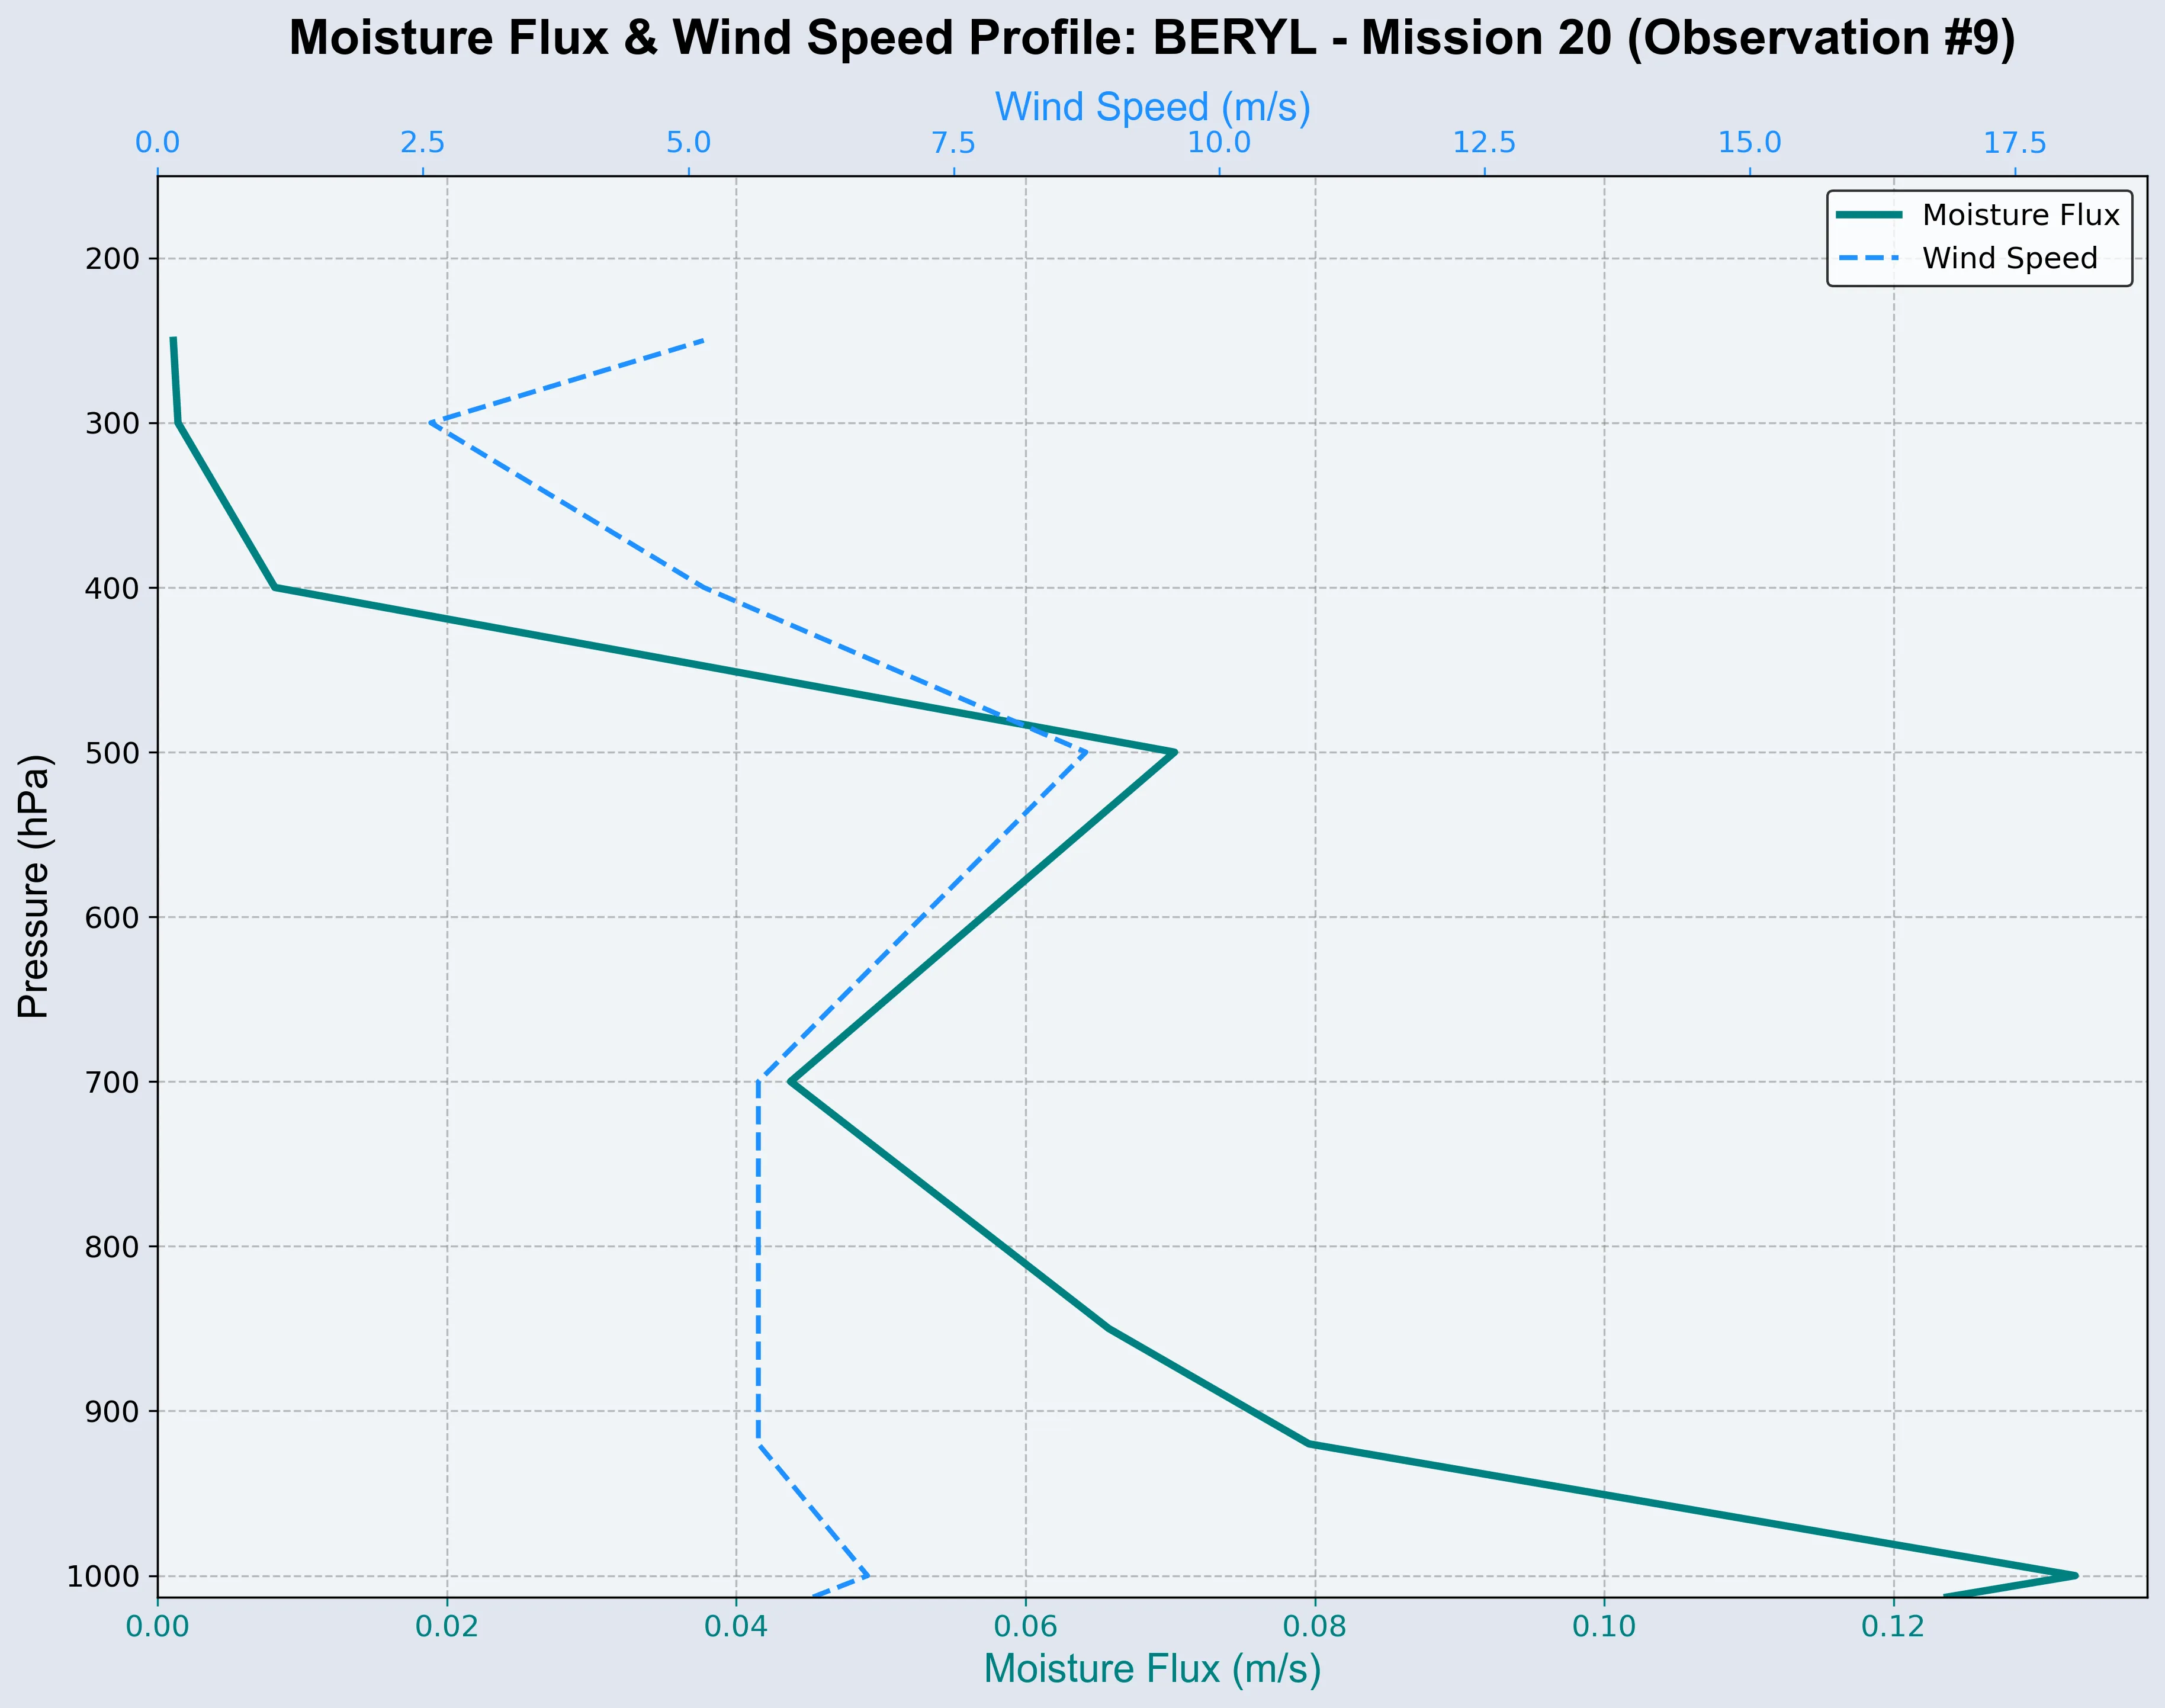 Moisture Flux & Wind Speed Profile: BERYL - Mission 20 (Observation #9)
Wind Speed (m/s)
0.0 2.5 5.0 7.5 10.0 12.5 15.0 17.5
Moisture Flux
Wind Speed
200
300
400
500
600
700
800
900
1000
Pressure (hPa)
0.00 0.02 0.04 0.06 0.08 0.10 0.12
Moisture Flux (m/s)